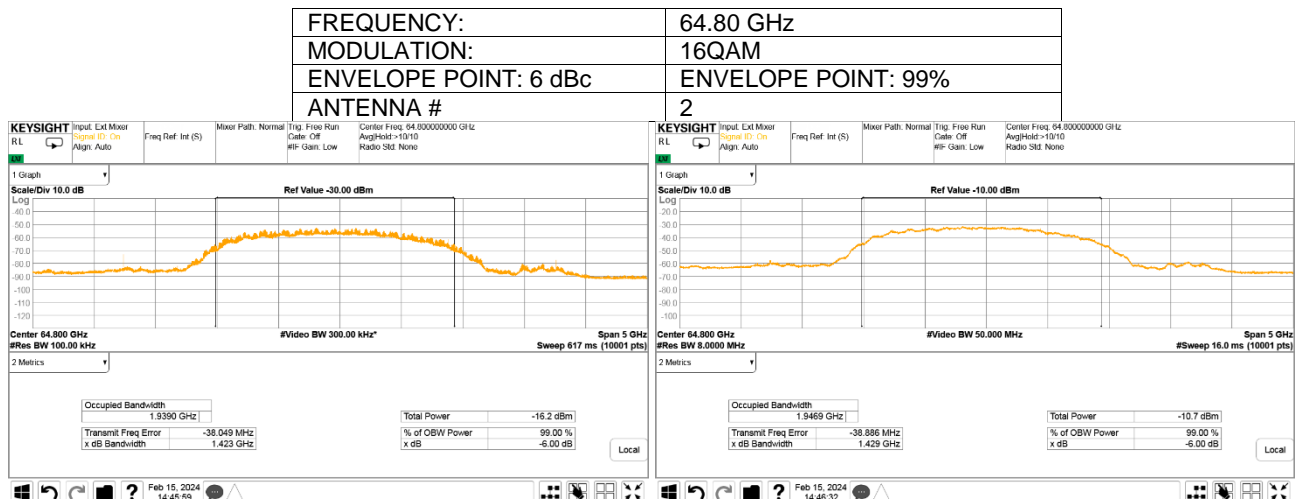 FREQUENCY: 64.80 GHz
MODULATION: 16QAM
ENVELOPE POINT: 6 dBc ENVELOPE POINT: 99%
ANTENNA # 2
KEYSIGHT
RL
Input: Ext Mixer
Signal ID: On
Align: Auto
Freq Ref: Int (S)
Mixer Path: Normal
Trig: Free Run
Gate: Off
#IF Gain: Low
Center Freq: 64.800000000 GHz
Avg|Hold:>10/10
Radio Std: None
LXI
1 Graph
Scale/Div 10.0 dB
Ref Value -30.00 dBm
Log
-40.0
-50.0
-60.0
-70.0
-80.0
-90.0
-100
-110
-120
Center 64.800 GHz
#Video BW 300.00 kHz*
Span 5 GHz
#Res BW 100.00 kHz
Sweep 617 ms (10001 pts)
2 Metrics
Occupied Bandwidth
1.9390 GHz
Transmit Freq Error -38.049 MHz
x dB Bandwidth 1.423 GHz
Total Power -16.2 dBm
% of OBW Power 99.00 %
x dB -6.00 dB
Local
?
Feb 15, 2024
14:45:59
KEYSIGHT
RL
Input: Ext Mixer
Signal ID: On
Align: Auto
Freq Ref: Int (S)
Mixer Path: Normal
Trig: Free Run
Gate: Off
#IF Gain: Low
Center Freq: 64.800000000 GHz
Avg|Hold:>10/10
Radio Std: None
LXI
1 Graph
Scale/Div 10.0 dB
Ref Value -10.00 dBm
Log
-20.0
-30.0
-40.0
-50.0
-60.0
-70.0
-80.0
-90.0
-100
Center 64.800 GHz
#Video BW 50.000 MHz
Span 5 GHz
#Res BW 8.0000 MHz
#Sweep 16.0 ms (10001 pts)
2 Metrics
Occupied Bandwidth
1.9469 GHz
Transmit Freq Error -38.886 MHz
x dB Bandwidth 1.429 GHz
Total Power -10.7 dBm
% of OBW Power 99.00 %
x dB -6.00 dB
Local
?
Feb 15, 2024
14:46:32